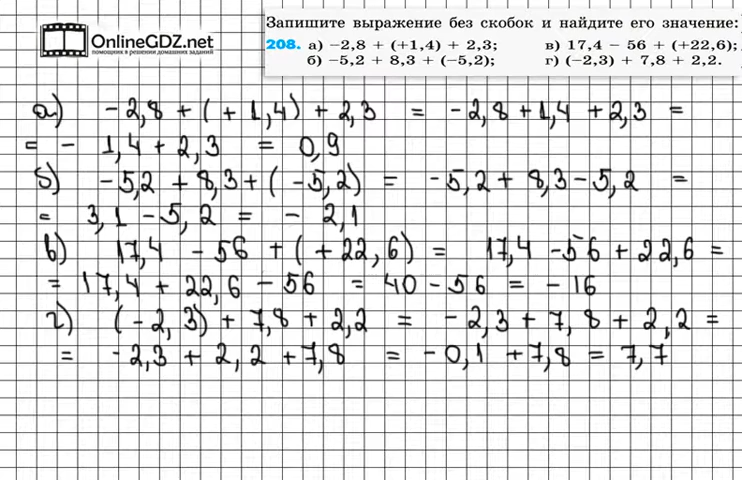 OnlineGDZ.net
помощник в решении домашних заданий
Запишите выражение без скобок и найдите его значение:
208. а) −2,8 + (+1,4) + 2,3; в) 17,4 − 56 + (+22,6);
б) −5,2 + 8,3 + (−5,2); г) (−2,3) + 7,8 + 2,2.
а) -2,8 + (+1,4) + 2,3 = -2,8 + 1,4 + 2,3 =
= - 1,4 + 2,3 = 0,9
б) -5,2 + 8,3 + (-5,2) = -5,2 + 8,3 - 5,2 =
= 3,1 - 5,2 = - 2,1
в) 17,4 - 56 + (+22,6) = 17,4 - 56 + 22,6 =
= 17,4 + 22,6 - 56 = 40 - 56 = - 16
г) (-2,3) + 7,8 + 2,2 = -2,3 + 7,8 + 2,2 =
= -2,3 + 2,2 + 7,8 = -0,1 + 7,8 = 7,7